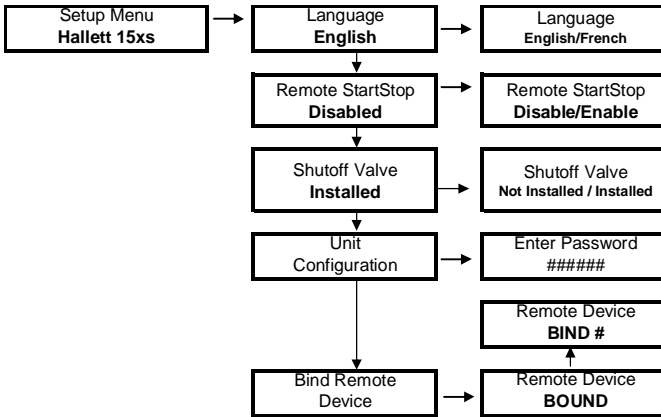 Setup Menu
Hallett 15xs
Language
English
Language
English/French
Remote StartStop
Disabled
Remote StartStop
Disable/Enable
Shutoff Valve
Installed
Shutoff Valve
Not Installed / Installed
Unit
Configuration
Enter Password
######
Remote Device
BIND #
Bind Remote
Device
Remote Device
BOUND